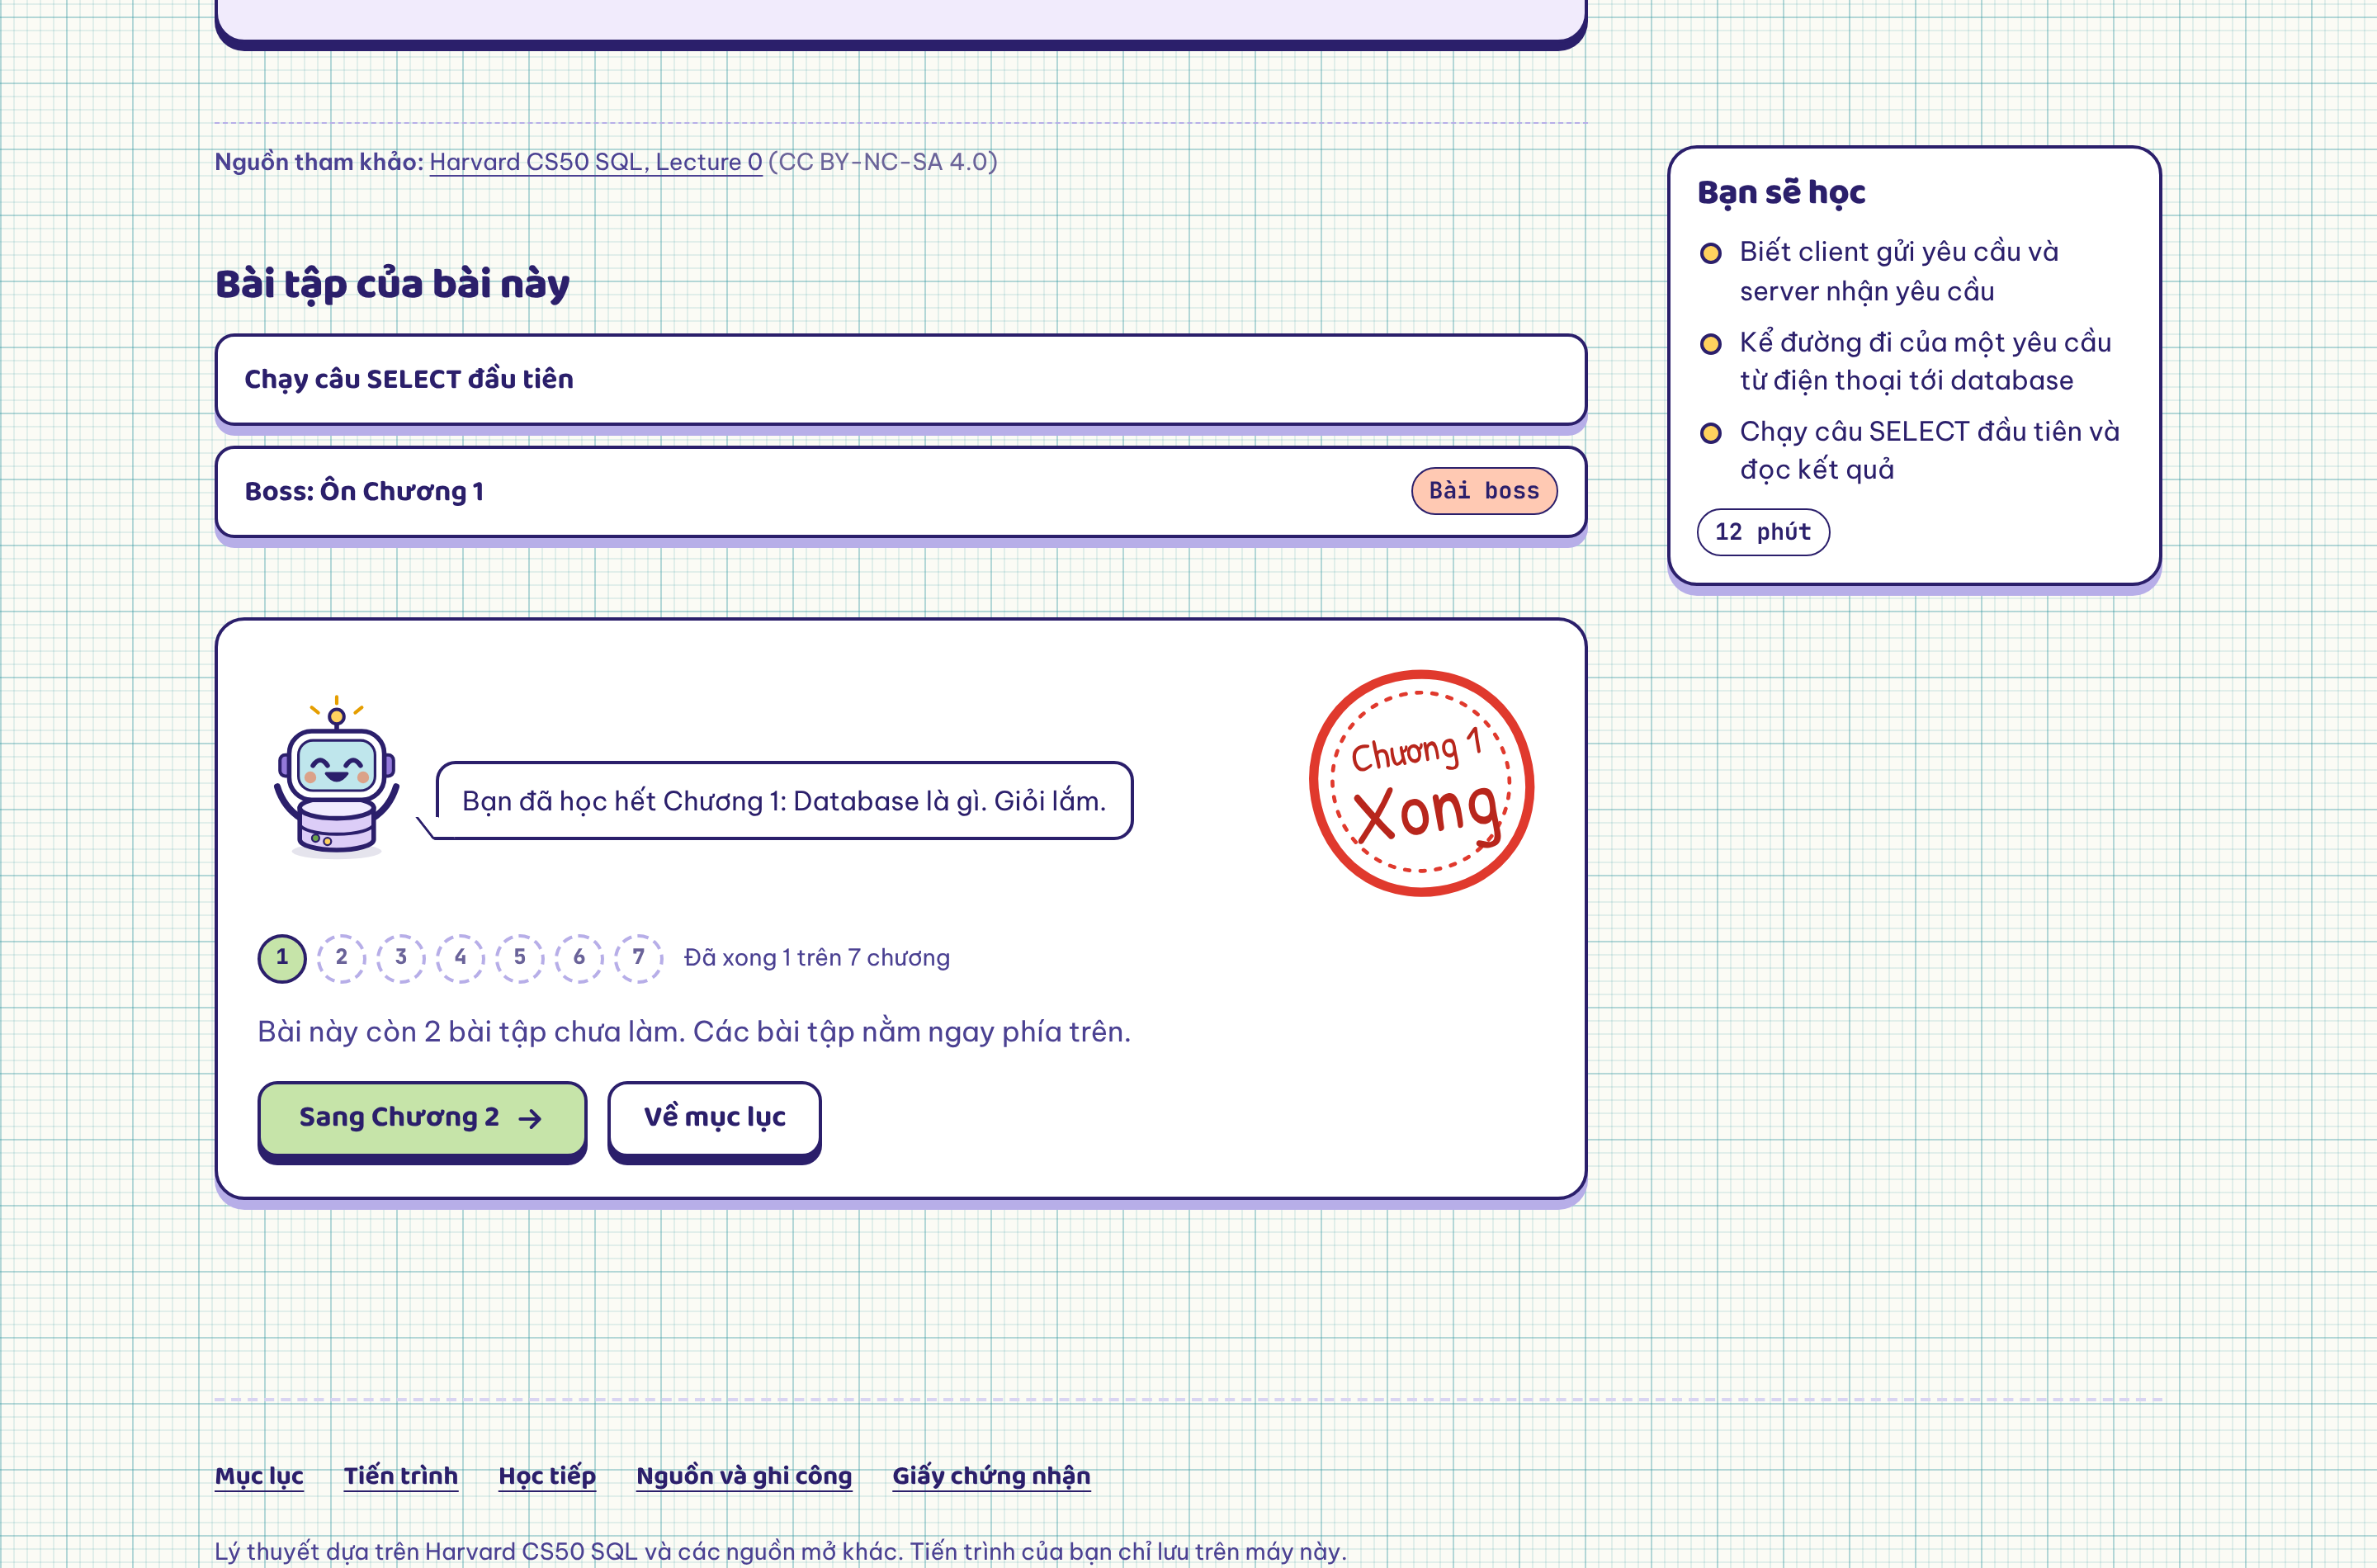 Nguồn tham khảo: Harvard CS50 SQL, Lecture 0 (CC BY-NC-SA 4.0)
Bài tập của bài này
Chạy câu SELECT đầu tiên
Boss: Ôn Chương 1
Bài boss
Bạn sẽ học
Biết client gửi yêu cầu và
server nhận yêu cầu
Kể đường đi của một yêu cầu
từ điện thoại tới database
Chạy câu SELECT đầu tiên và
đọc kết quả
12 phút
Bạn đã học hết Chương 1: Database là gì. Giỏi lắm.
Chương 1
Xong
1 2 3 4 5 6 7 Đã xong 1 trên 7 chương
Bài này còn 2 bài tập chưa làm. Các bài tập nằm ngay phía trên.
Sang Chương 2 →
Về mục lục
Mục lục Tiến trình Học tiếp Nguồn và ghi công Giấy chứng nhận
Lý thuyết dựa trên Harvard CS50 SQL và các nguồn mở khác. Tiến trình của bạn chỉ lưu trên máy này.